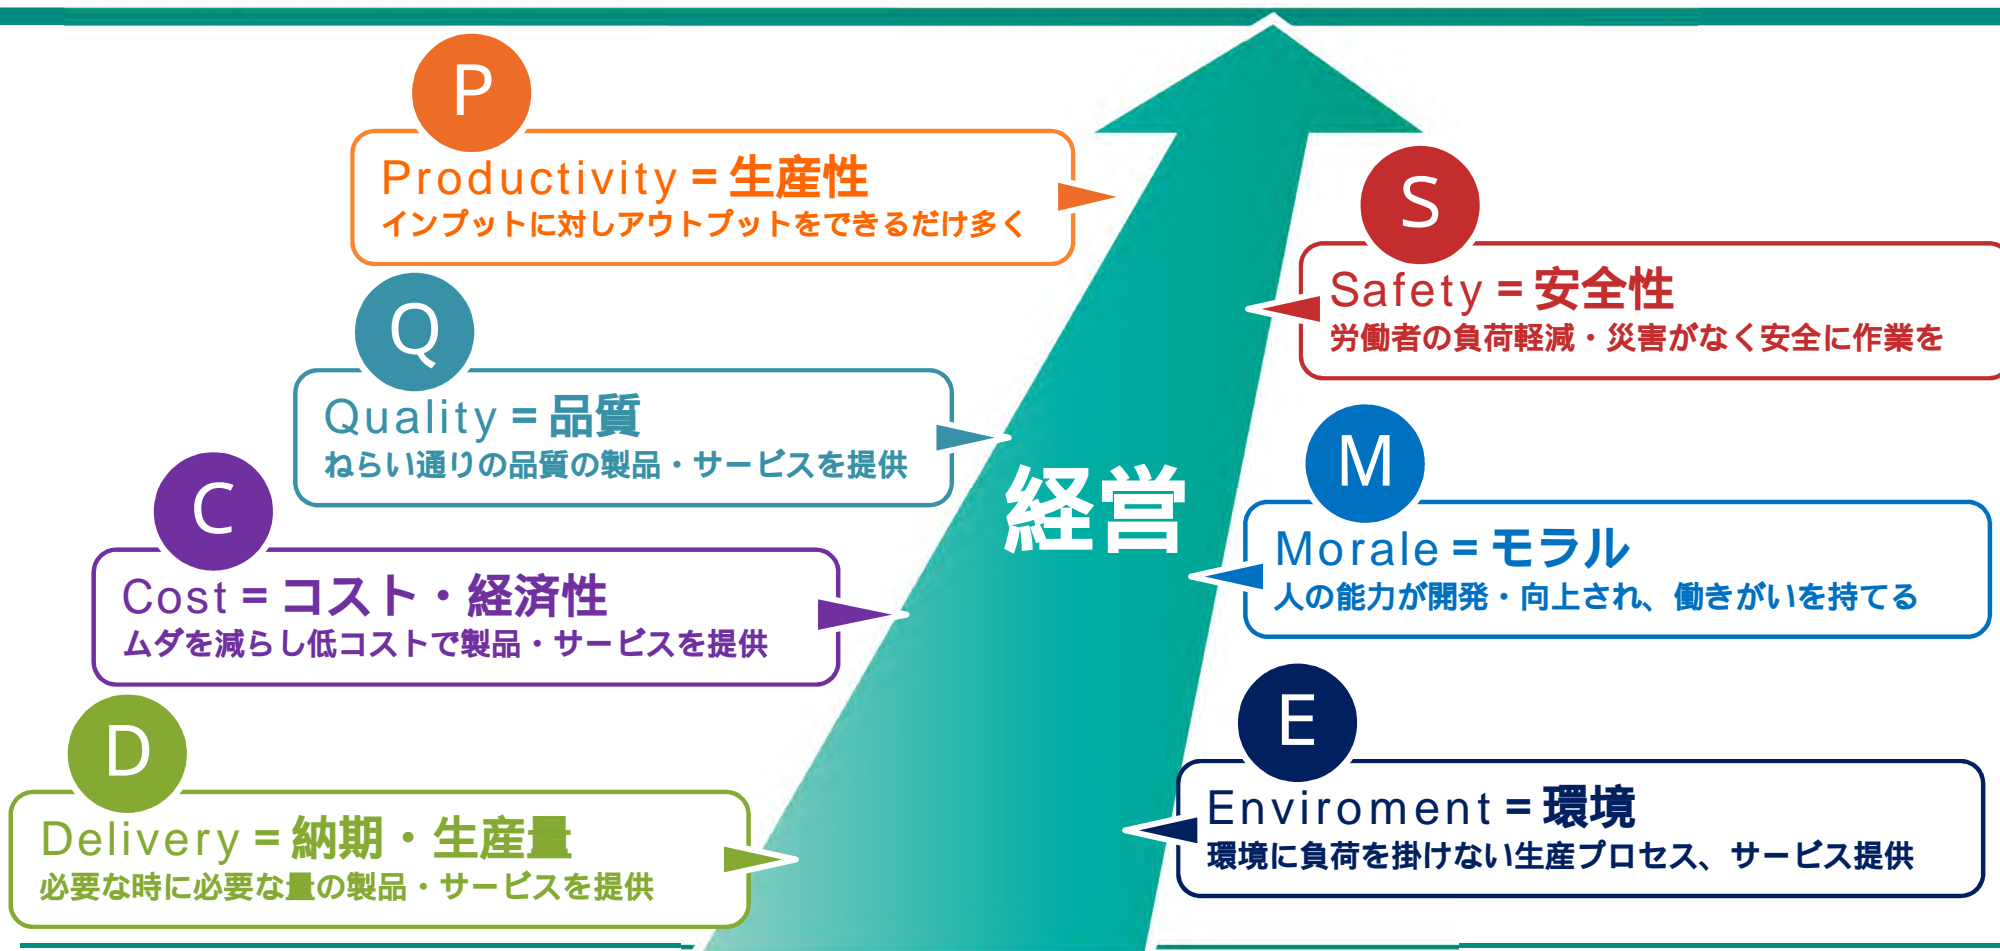 P
Productivity = 生産性
インプットに対しアウトプットをできるだけ多く
Q
Quality = 品質
ねらい通りの品質の製品・サービスを提供
C
Cost = コスト・経済性
ムダを減らし低コストで製品・サービスを提供
D
Delivery = 納期・生産量
必要な時に必要な量の製品・サービスを提供
経営
S
Safety = 安全性
労働者の負荷軽減・災害がなく安全に作業を
M
Morale = モラル
人の能力が開発・向上され、働きがいを持てる
E
Enviroment = 環境
環境に負荷を掛けない生産プロセス、サービス提供